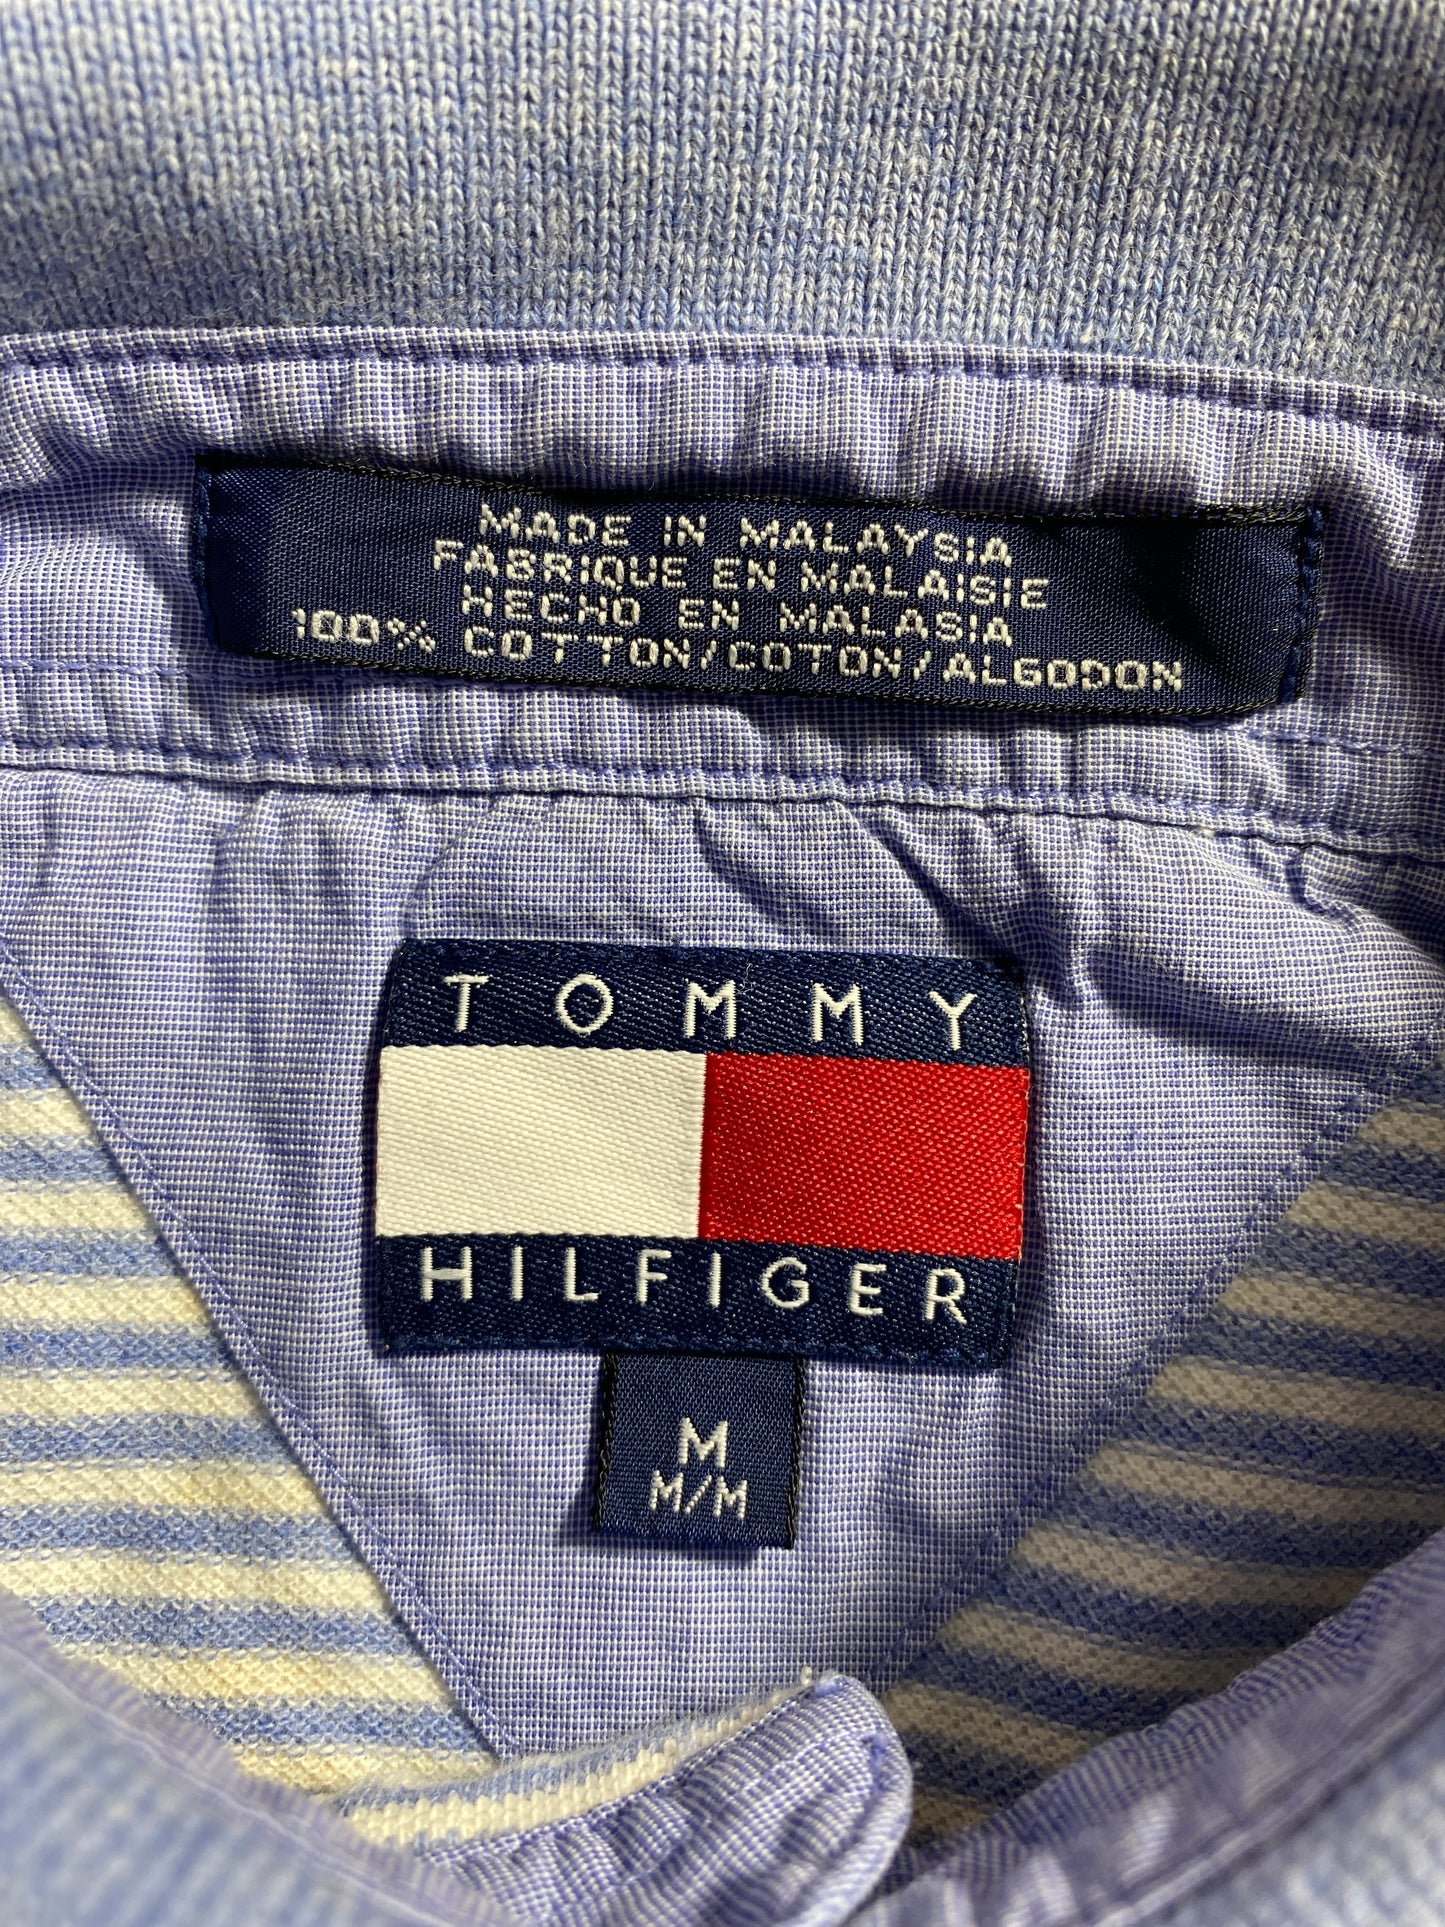 MADE IN MALAYSIA
FABRIQUE EN MALAISIE
HECHO EN MALASIA
100% COTTON/COTON/ALGODON
TOMMY
HILFIGER
M
M/M